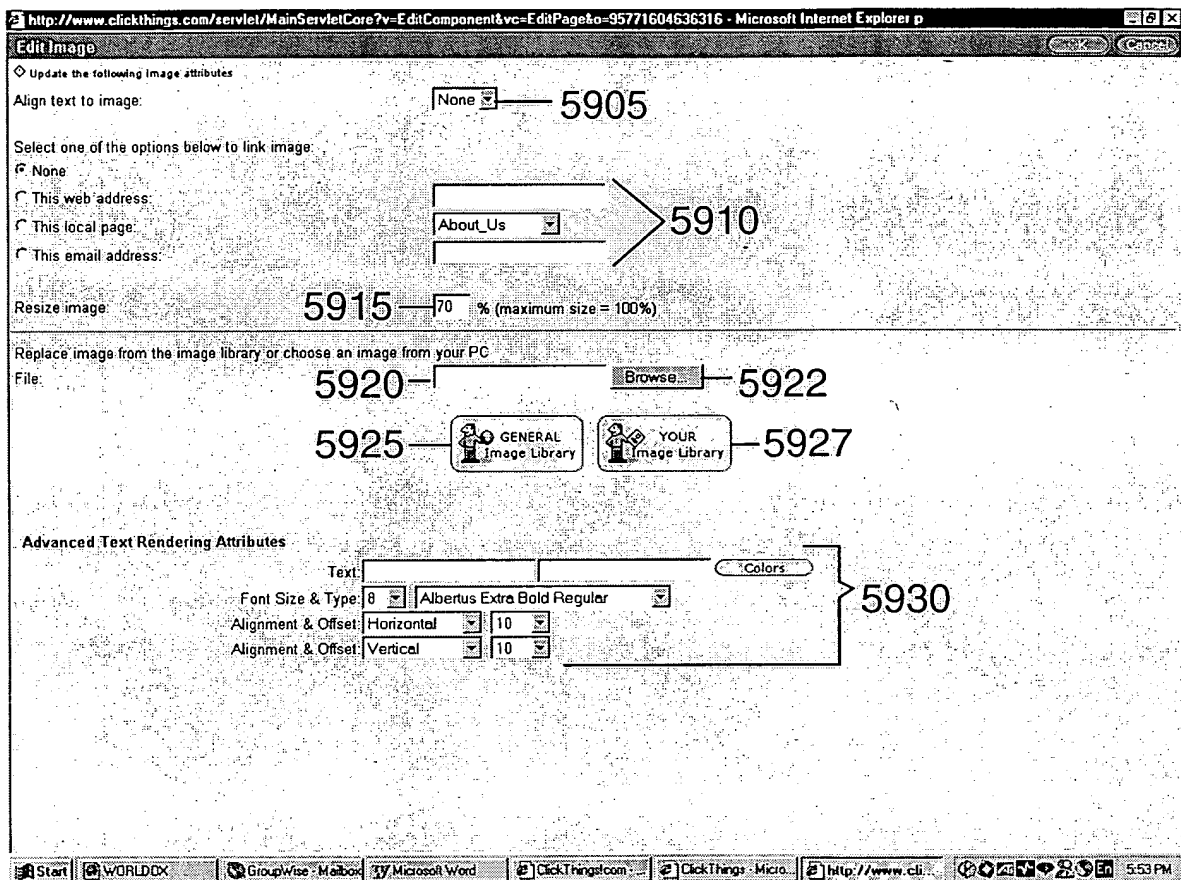 http://www.clickthings.com/servlet/MainServletCore?v=EditComponent&vc=EditPage&o=95771604636316 - Microsoft Internet Explorer p
Edit Image
Cancel
Update the following image attributes
Align text to image: None 5905
Select one of the options below to link image:
None
This web address:
This local page: About_Us 5910
This email address:
Resize image: 5915 70 % (maximum size = 100%)
Replace image from the image library or choose an image from your PC
File: 5920 Browse... 5922
5925 GENERAL Image Library YOUR Image Library 5927
Advanced Text Rendering Attributes
Text: Colors
Font Size & Type: 8 Albertus Extra Bold Regular 5930
Alignment & Offset: Horizontal 10
Alignment & Offset: Vertical 10
Start WORLDOX GroupWise - Mailbox Microsoft Word ClickThings!com - ... ClickThings - Micro... http://www.cli... En 5:53 PM